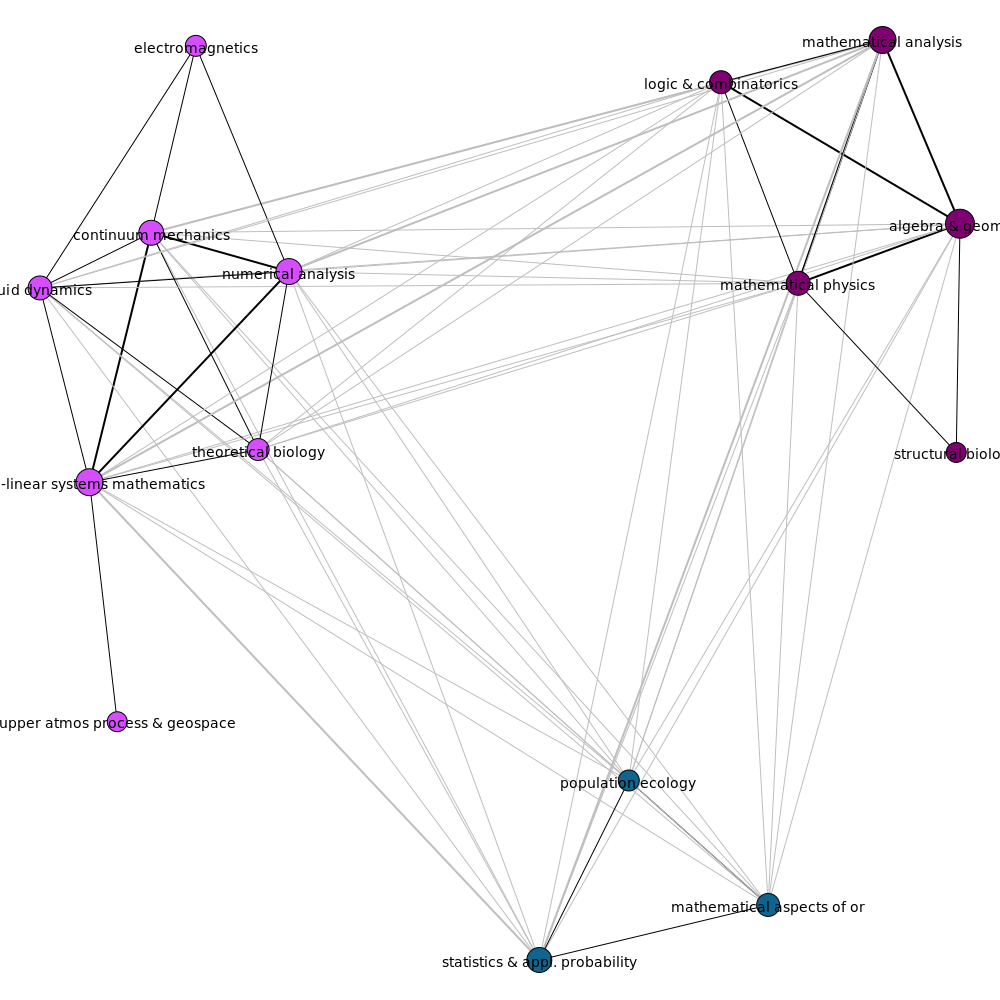 mathematical analysis
electromagnetics
logic & combinatorics
algebra & geom
continuum mechanics
numerical analysis
mathematical physics
uid dynamics
theoretical biology
structural biolo
-linear systems mathematics
upper atmos process & geospace
population ecology
mathematical aspects of or
statistics & appl. probability